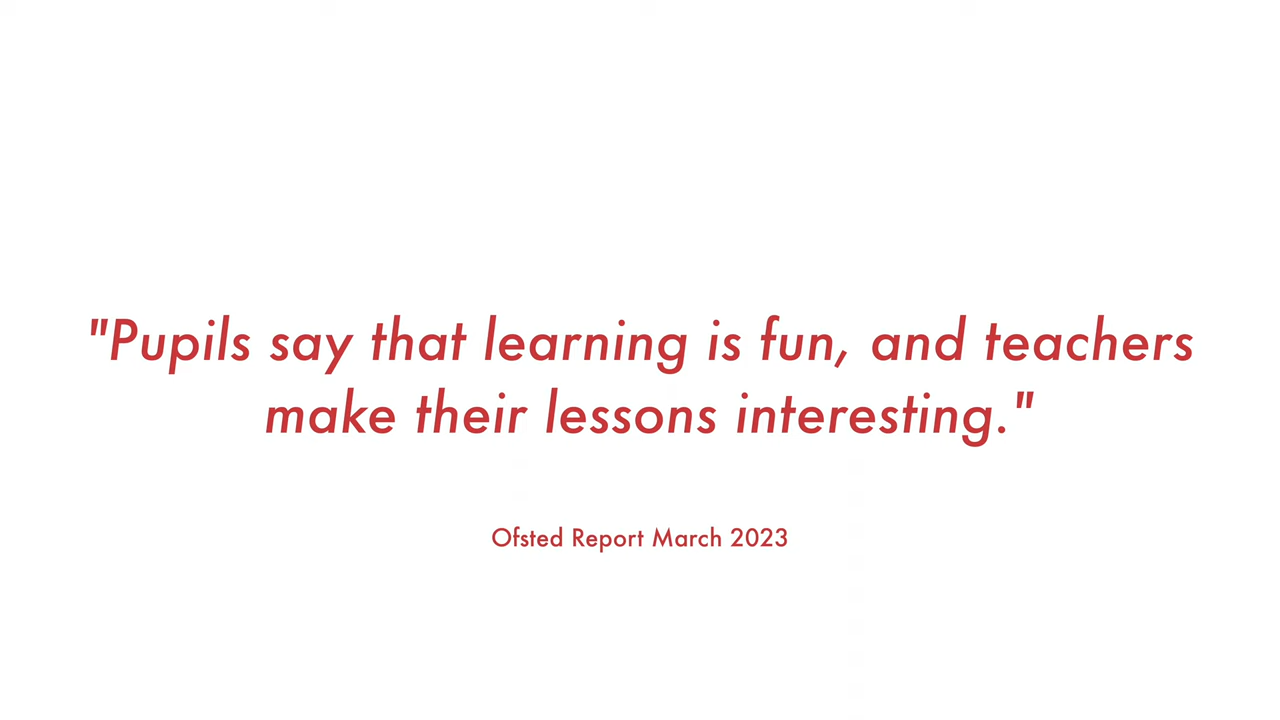 "Pupils say that learning is fun, and teachers
make their lessons interesting."
Ofsted Report March 2023